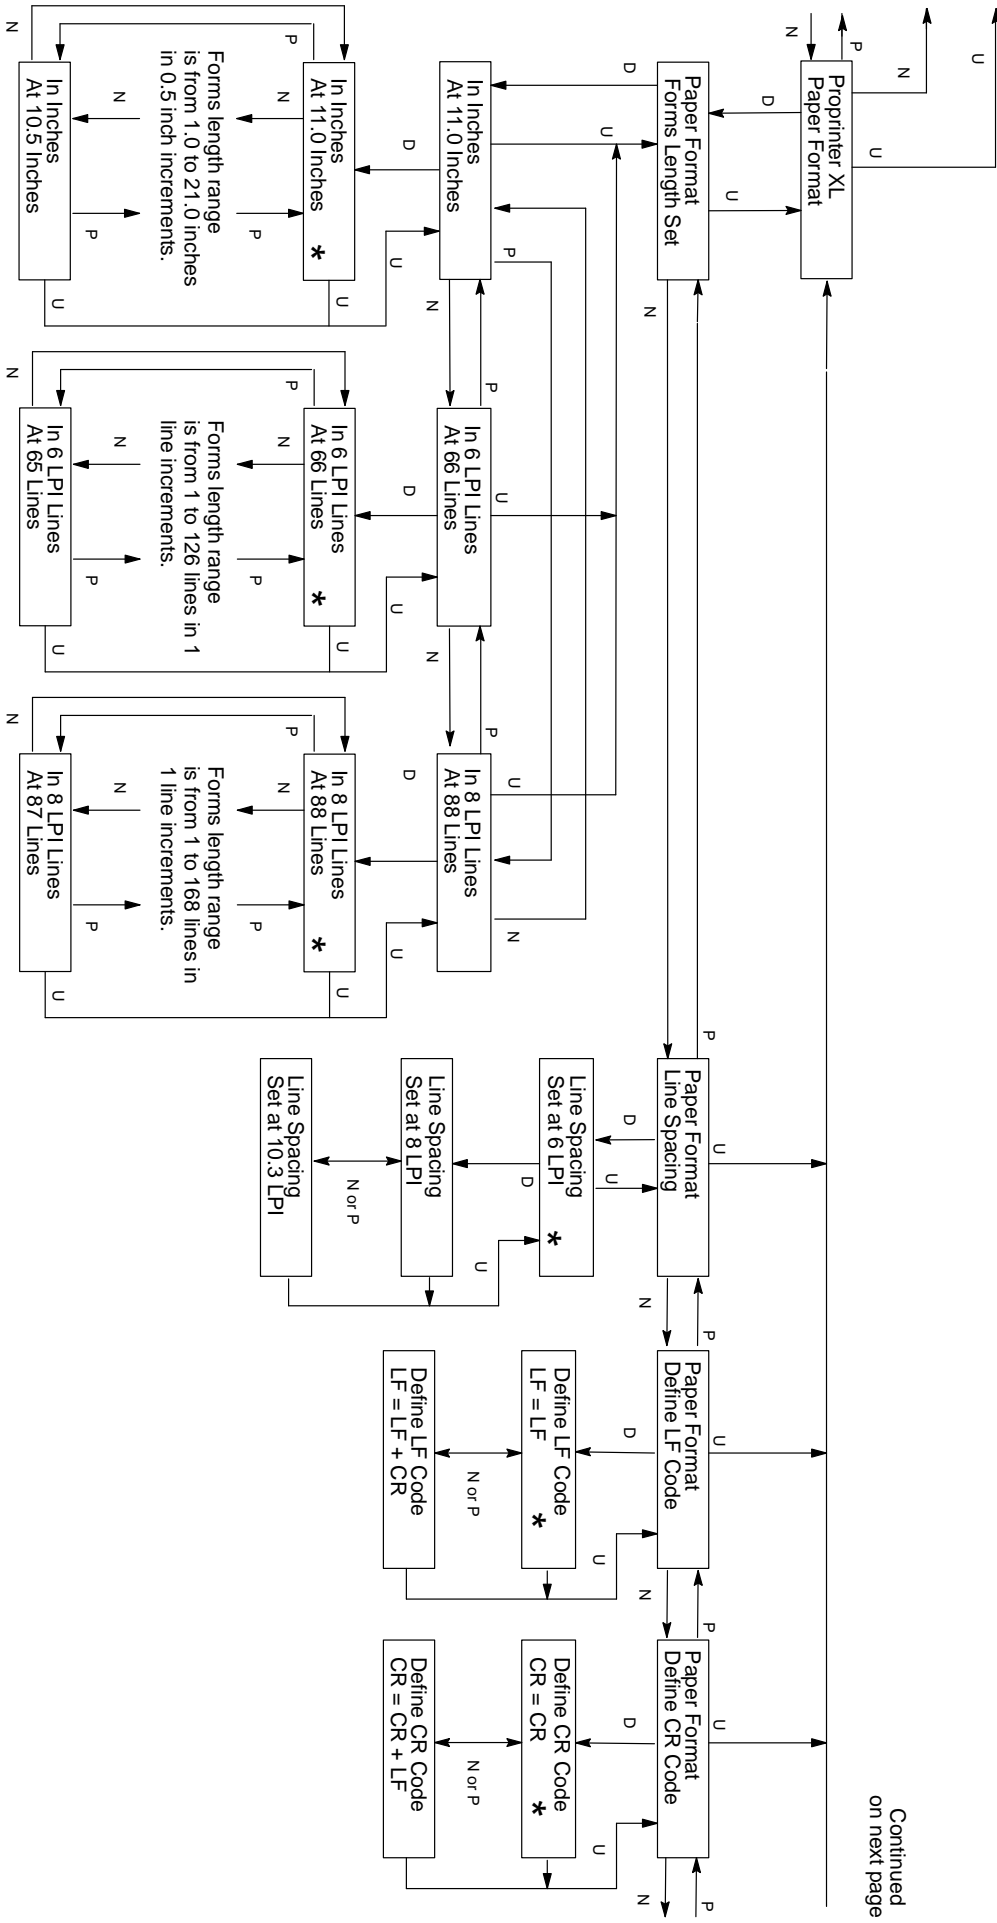 Continued
on next page
U
N
P
N
Proprinter XL
Paper Format
U
D
U
Paper Format
Forms Length Set
N
P
Paper Format
Line Spacing
U
N
P
Paper Format
Define LF Code
U
N
P
Paper Format
Define CR Code
U
N
P
D
U
D
U
D
U
D
U
In Inches
At 11.0 Inches
P
N
P
In 6 LPI Lines
At 66 Lines
U
N
P
In 8 LPI Lines
At 88 Lines
U
N
Line Spacing
Set at 6 LPI
*
D
U
Define LF Code
LF = LF
*
Define CR Code
CR = CR
*
D
U
D
U
D
U
Line Spacing
Set at 8 LPI
N or P
N or P
Define LF Code
LF = LF + CR
Define CR Code
CR = CR + LF
In Inches
At 11.0 Inches
*
U
In 6 LPI Lines
At 66 Lines
*
U
In 8 LPI Lines
At 88 Lines
*
U
N or P
Line Spacing
Set at 10.3 LPI
P
N
P
P
N
P
P
N
P
Forms length range
is from 1.0 to 21.0 inches
in 0.5 inch increments.
Forms length range
is from 1 to 126 lines in 1
line increments.
Forms length range
is from 1 to 168 lines in
1 line increments.
N
P
N
P
N
P
In Inches
At 10.5 Inches
U
In 6 LPI Lines
At 65 Lines
U
In 8 LPI Lines
At 87 Lines
U
N
N
N